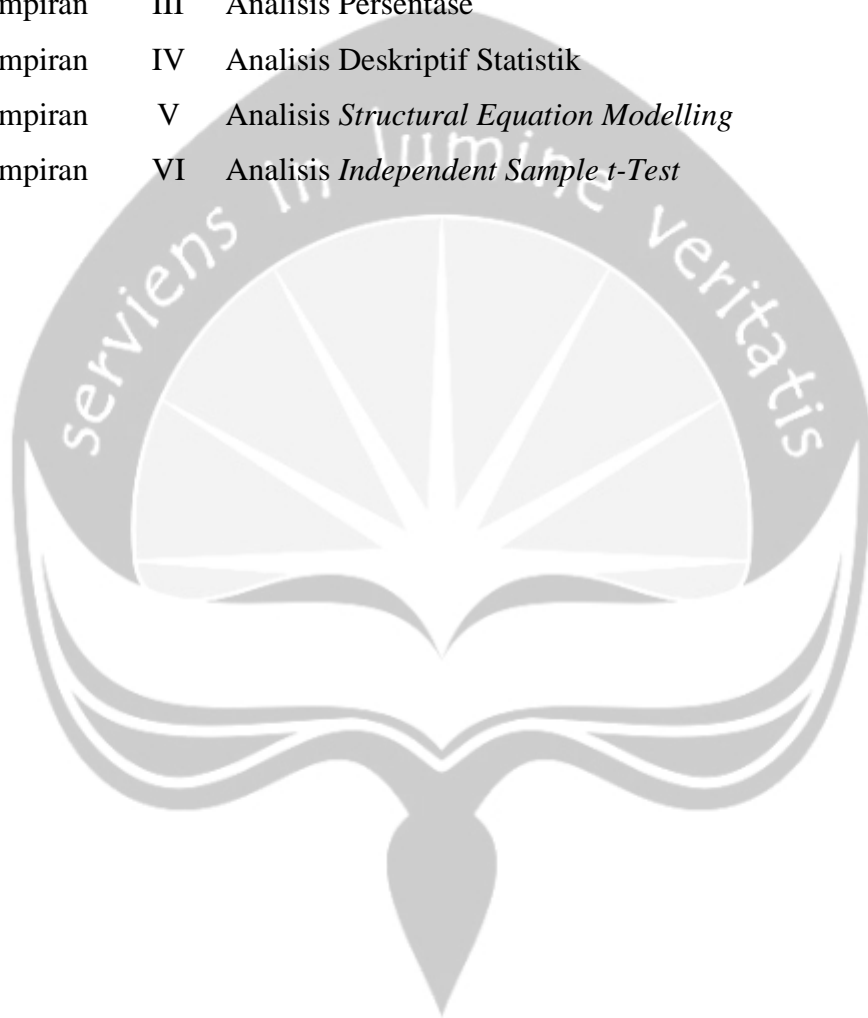 mpiran III Analisis Persentase
mpiran IV Analisis Deskriptif Statistik
mpiran V Analisis Structural Equation Modelling
mpiran VI Analisis Independent Sample t-Test
serviens in lumine veritatis